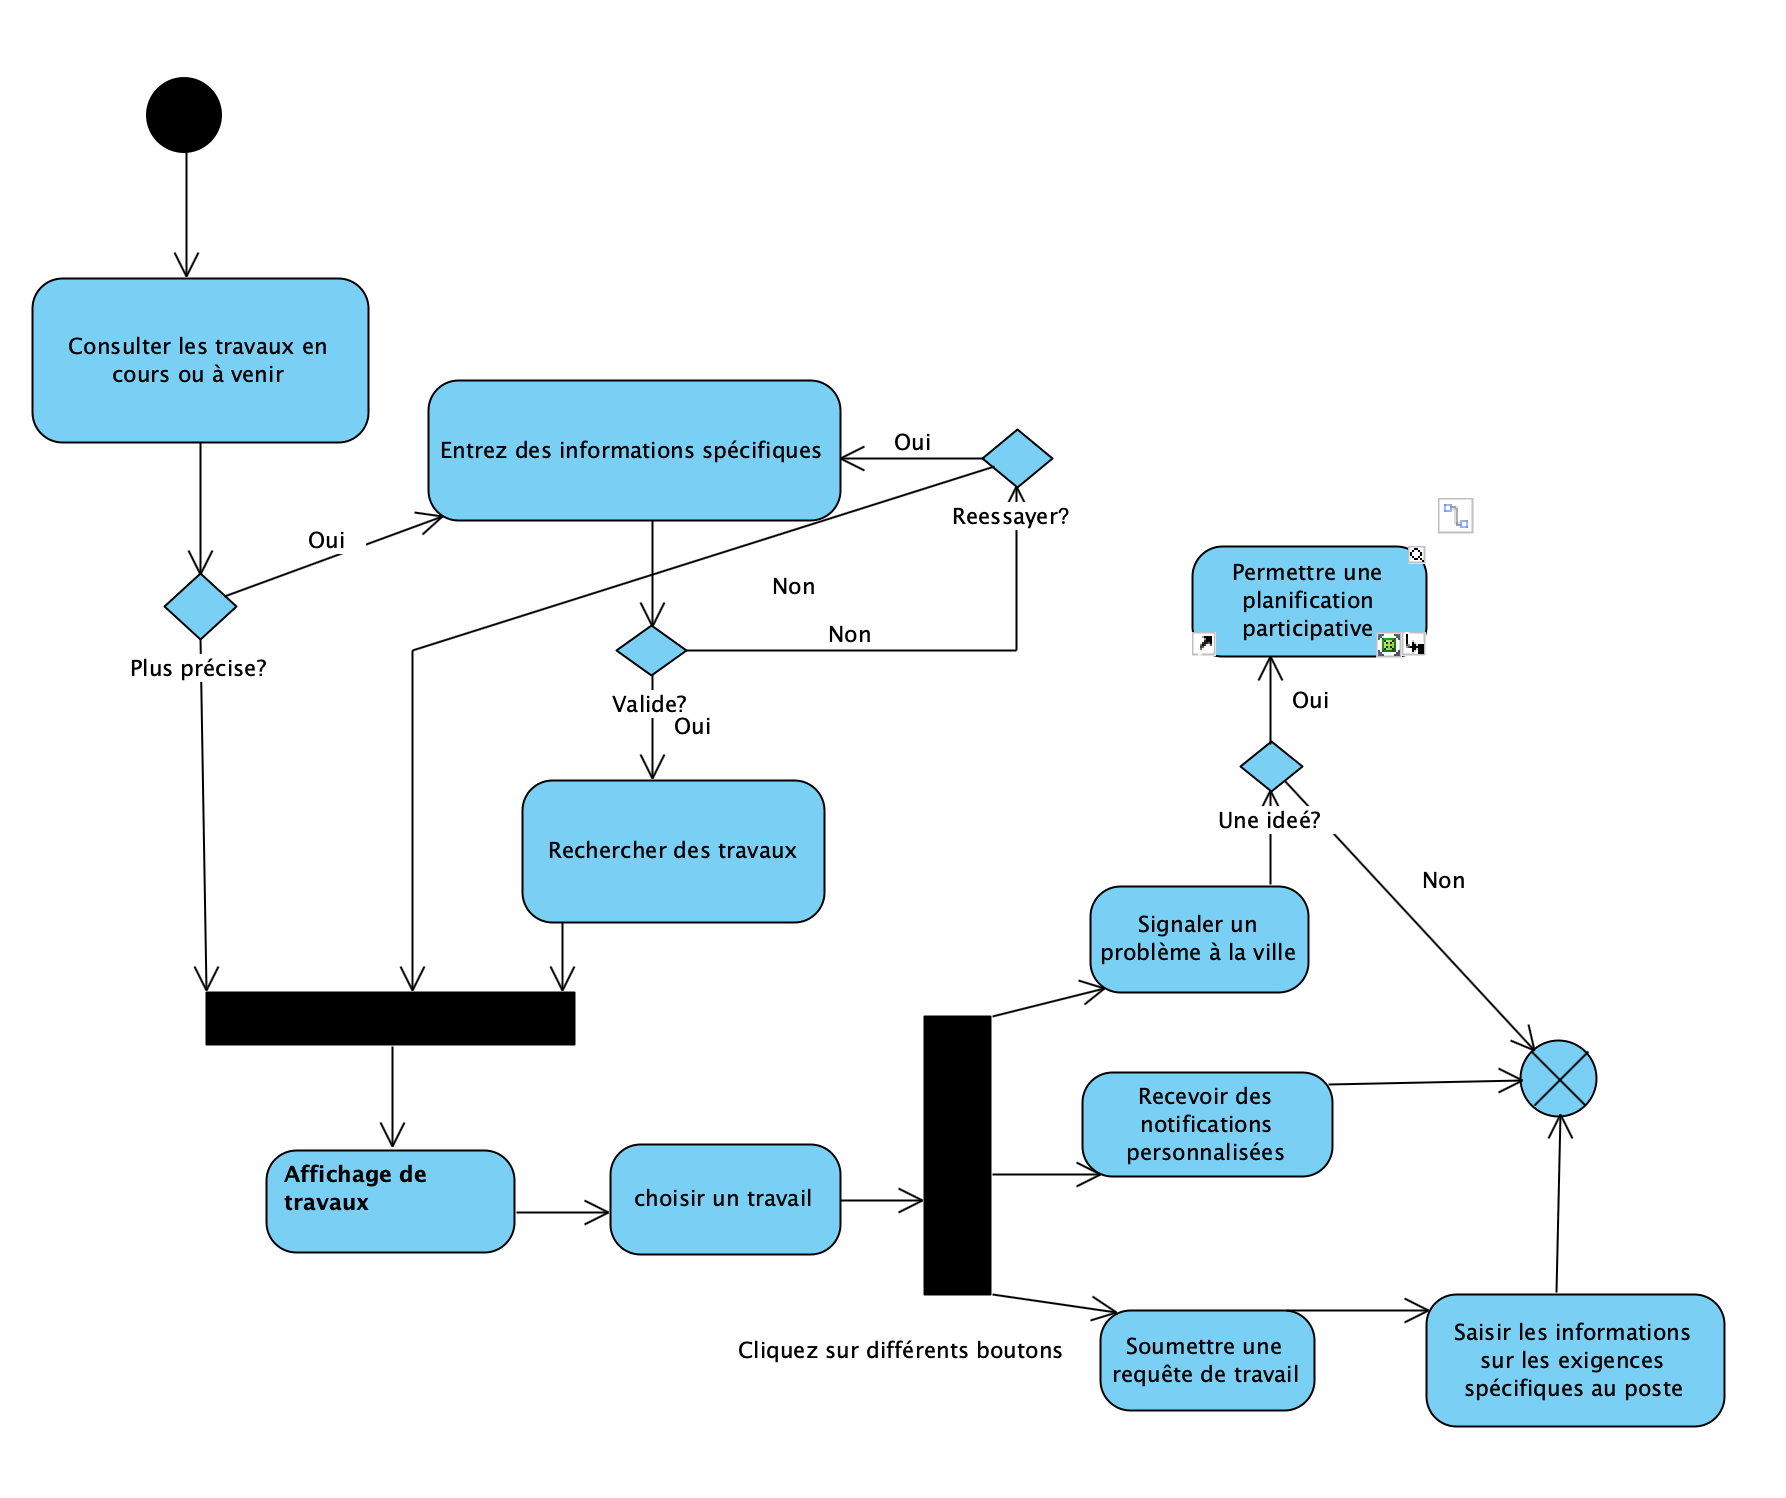 Consulter les travaux en
cours ou à venir
Entrez des informations spécifiques
Oui
Reessayer?
Oui
Plus précise?
Non
Non
Valide?
Oui
Rechercher des travaux
Permettre une
planification
participative
Oui
Une ideé?
Non
Signaler un
problème à la ville
Recevoir des
notifications
personnalisées
Affichage de
travaux
choisir un travail
Cliquez sur différents boutons
Soumettre une
requête de travail
Saisir les informations
sur les exigences
spécifiques au poste